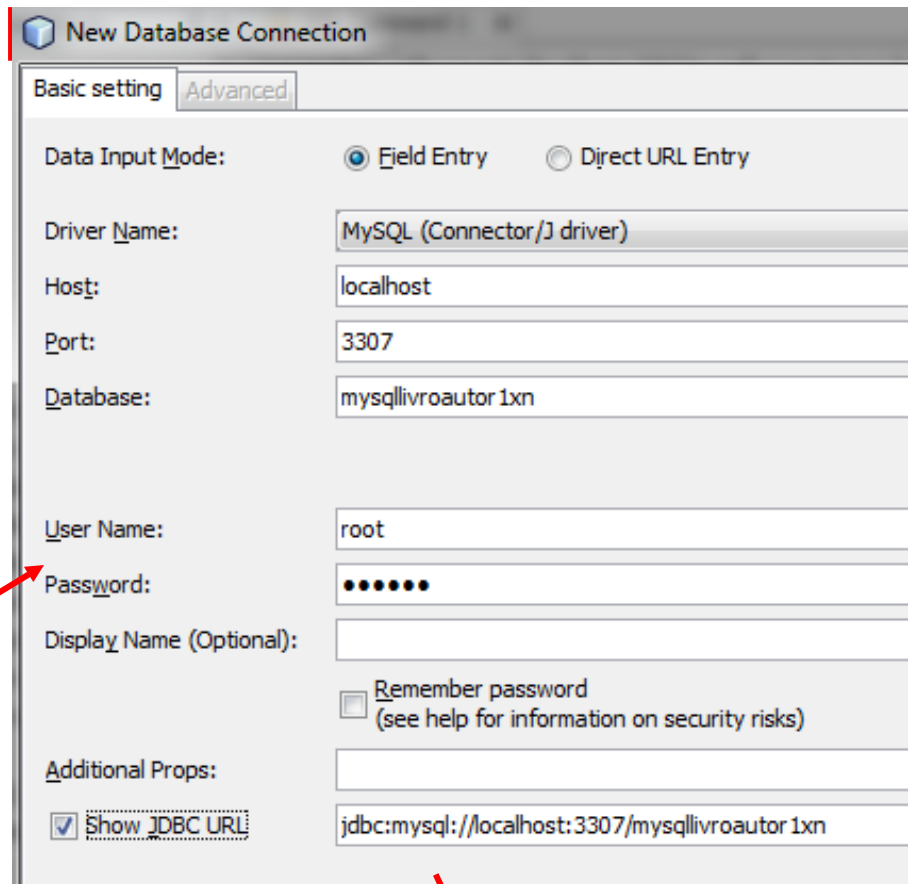 New Database Connection
Basic setting Advanced
Data Input Mode: Field Entry Direct URL Entry
Driver Name: MySQL (Connector/J driver)
Host: localhost
Port: 3307
Database: mysqllivroautor1xn
User Name: root
Password: ●●●●●●
Display Name (Optional):
Remember password
(see help for information on security risks)
Additional Props:
Show JDBC URL jdbc:mysql://localhost:3307/mysqllivroautor1xn